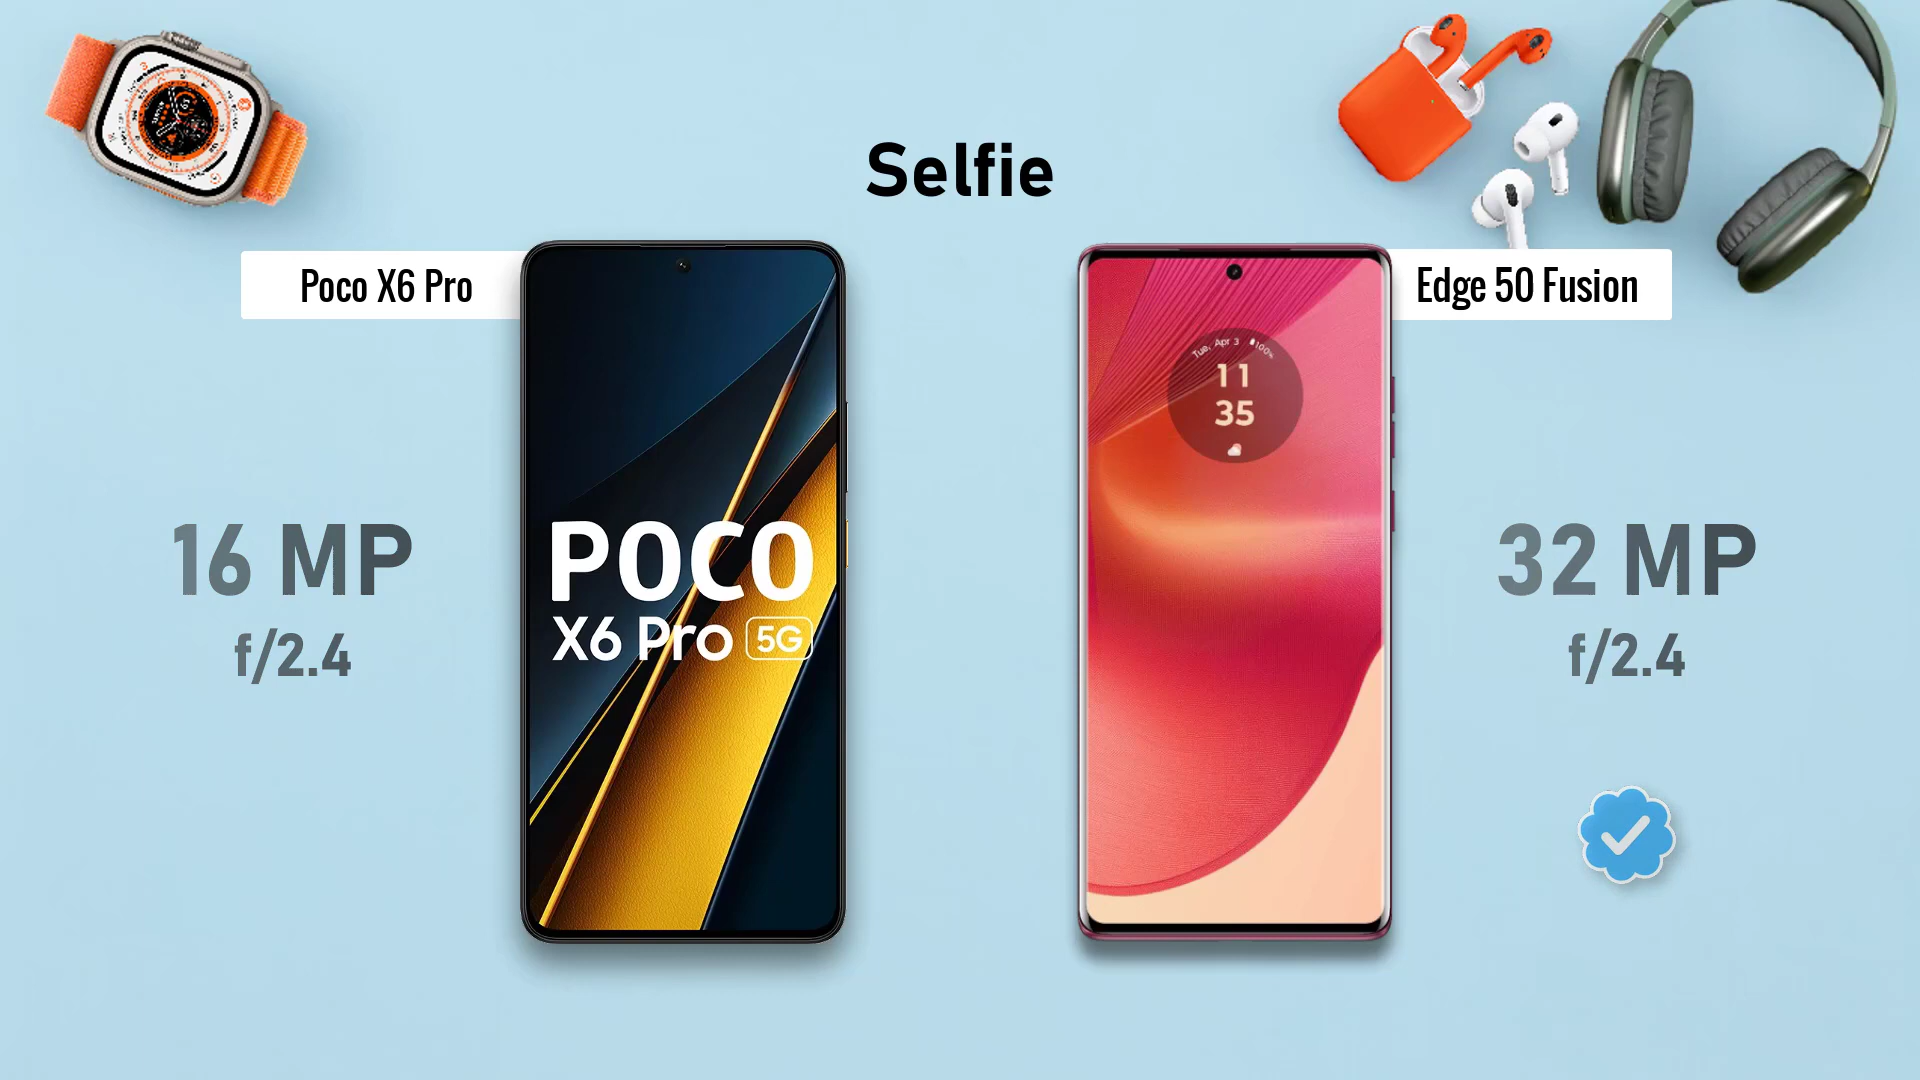 Selfie
Poco X6 Pro
Edge 50 Fusion
Tue, Apr 3 100%
11
35
16 MP
f/2.4
POCO
X6 Pro 5G
32 MP
f/2.4